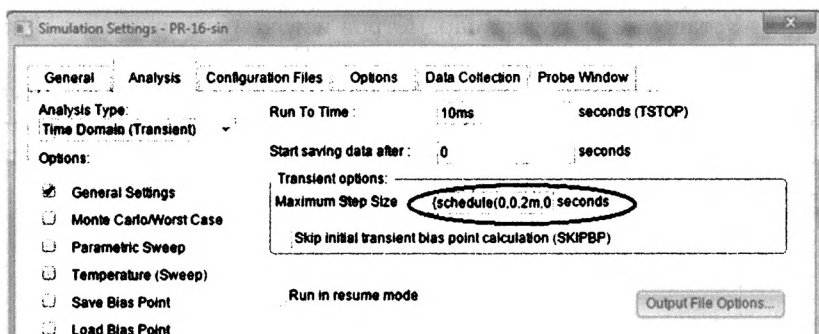 Simulation Settings - PR-16-sin
General Analysis Configuration Files Options Data Collection Probe Window
Analysis Type:
Time Domain (Transient)
Options:
General Settings
Monte Carlo/Worst Case
Parametric Sweep
Temperature (Sweep)
Save Bias Point
Load Bias Point
Run To Time : 10ms seconds (TSTOP)
Start saving data after : 0 seconds
Transient options:
Maximum Step Size {schedule(0,0.2m,0 seconds
Skip initial transient bias point calculation (SKIPBP)
Run in resume mode
Output File Options...